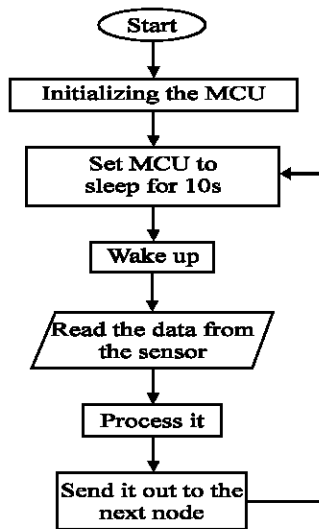 Start
Initializing the MCU
Set MCU to
sleep for 10s
Wake up
Read the data from
the sensor
Process it
Send it out to the
next node